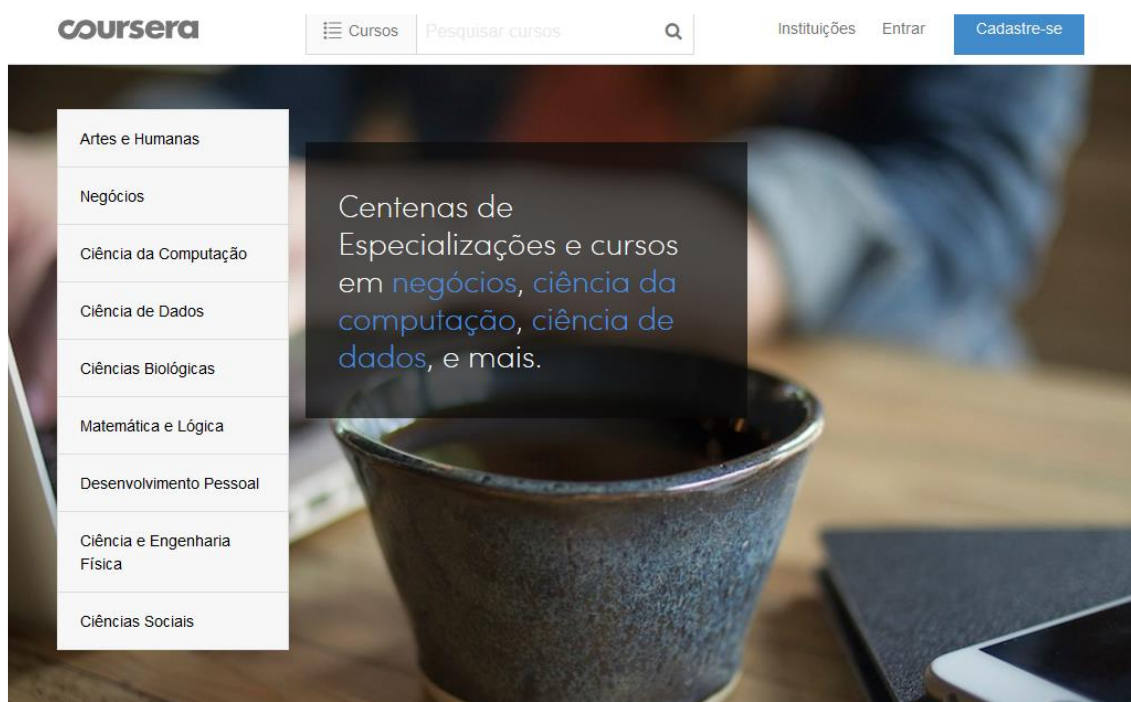 coursera
Cursos
Pesquisar cursos
Instituições
Entrar
Cadastre-se
Artes e Humanas
Negócios
Ciência da Computação
Ciência de Dados
Ciências Biológicas
Matemática e Lógica
Desenvolvimento Pessoal
Ciência e Engenharia
Física
Ciências Sociais
Centenas de
Especializações e cursos
em negócios, ciência da
computação, ciência de
dados, e mais.